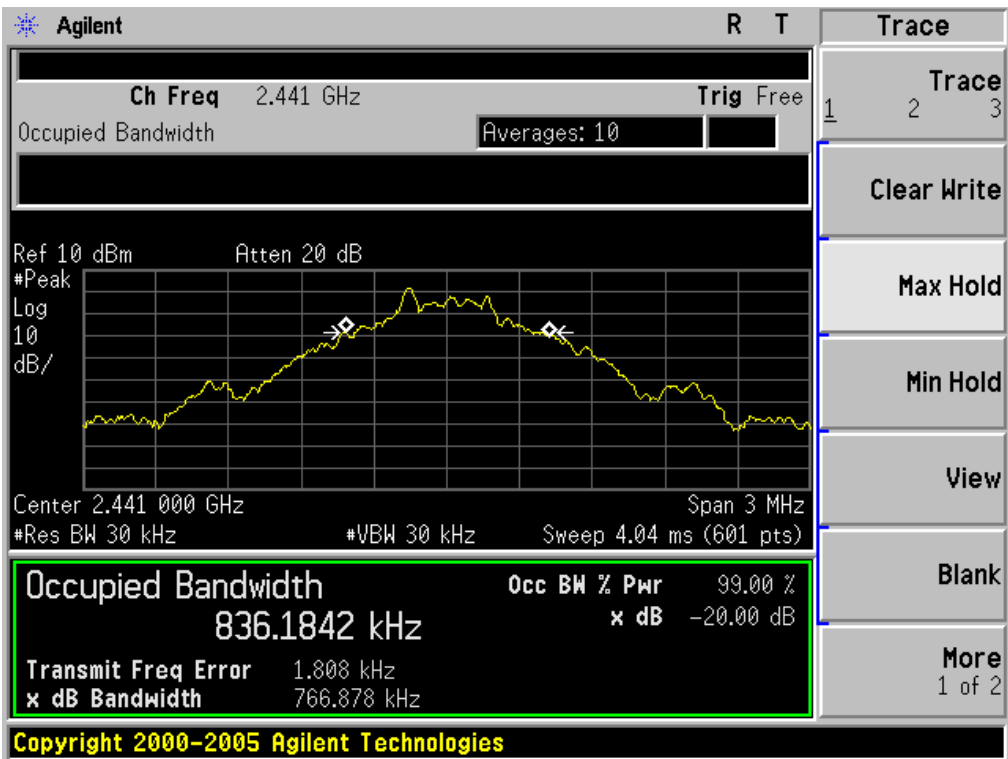 Agilent R T Trace
Ch Freq 2.441 GHz Trig Free
Occupied Bandwidth Averages: 10
Trace
1 2 3
Clear Write
Max Hold
Min Hold
View
Blank
More
1 of 2
Ref 10 dBm Atten 20 dB
#Peak
Log
10
dB/
Center 2.441 000 GHz Span 3 MHz
#Res BW 30 kHz #VBW 30 kHz Sweep 4.04 ms (601 pts)
Occupied Bandwidth Occ BW % Pwr 99.00 %
836.1842 kHz x dB -20.00 dB
Transmit Freq Error 1.808 kHz
x dB Bandwidth 766.878 kHz
Copyright 2000-2005 Agilent Technologies